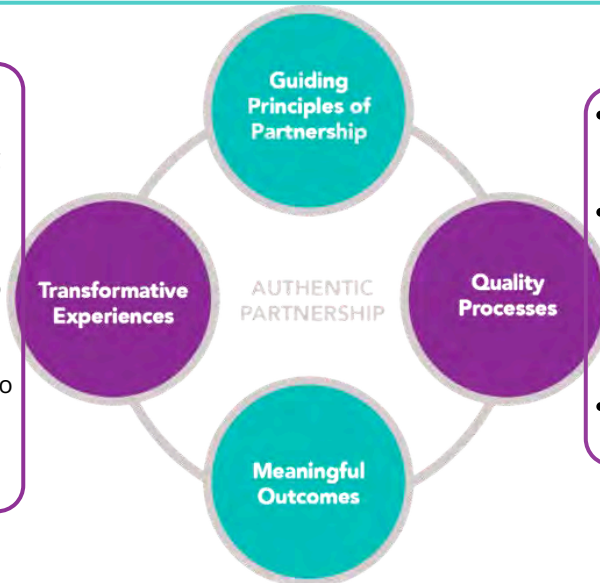 Guiding
Principles of
Partnership
Transformative
Experiences
AUTHENTIC
PARTNERSHIP
Quality
Processes
Meaningful
Outcomes